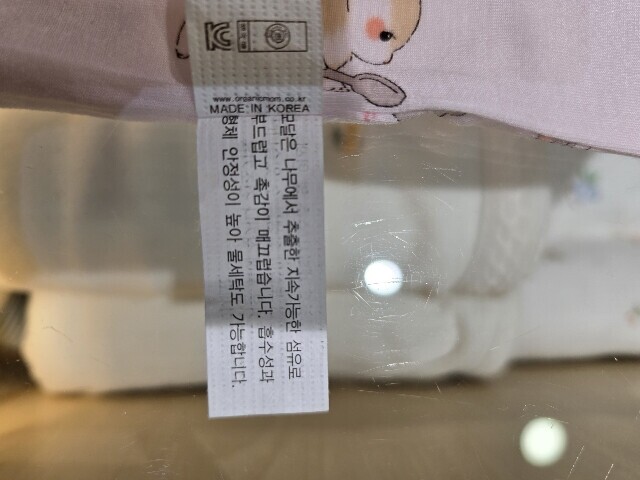 www.organicmom.co.kr
MADE IN KOREA
모달은 나무에서 추출한 지속가능한 섬유로
부드럽고 촉감이 매끄럽습니다. 흡수성과
형체 안정성이 높아 물세탁도 가능합니다.